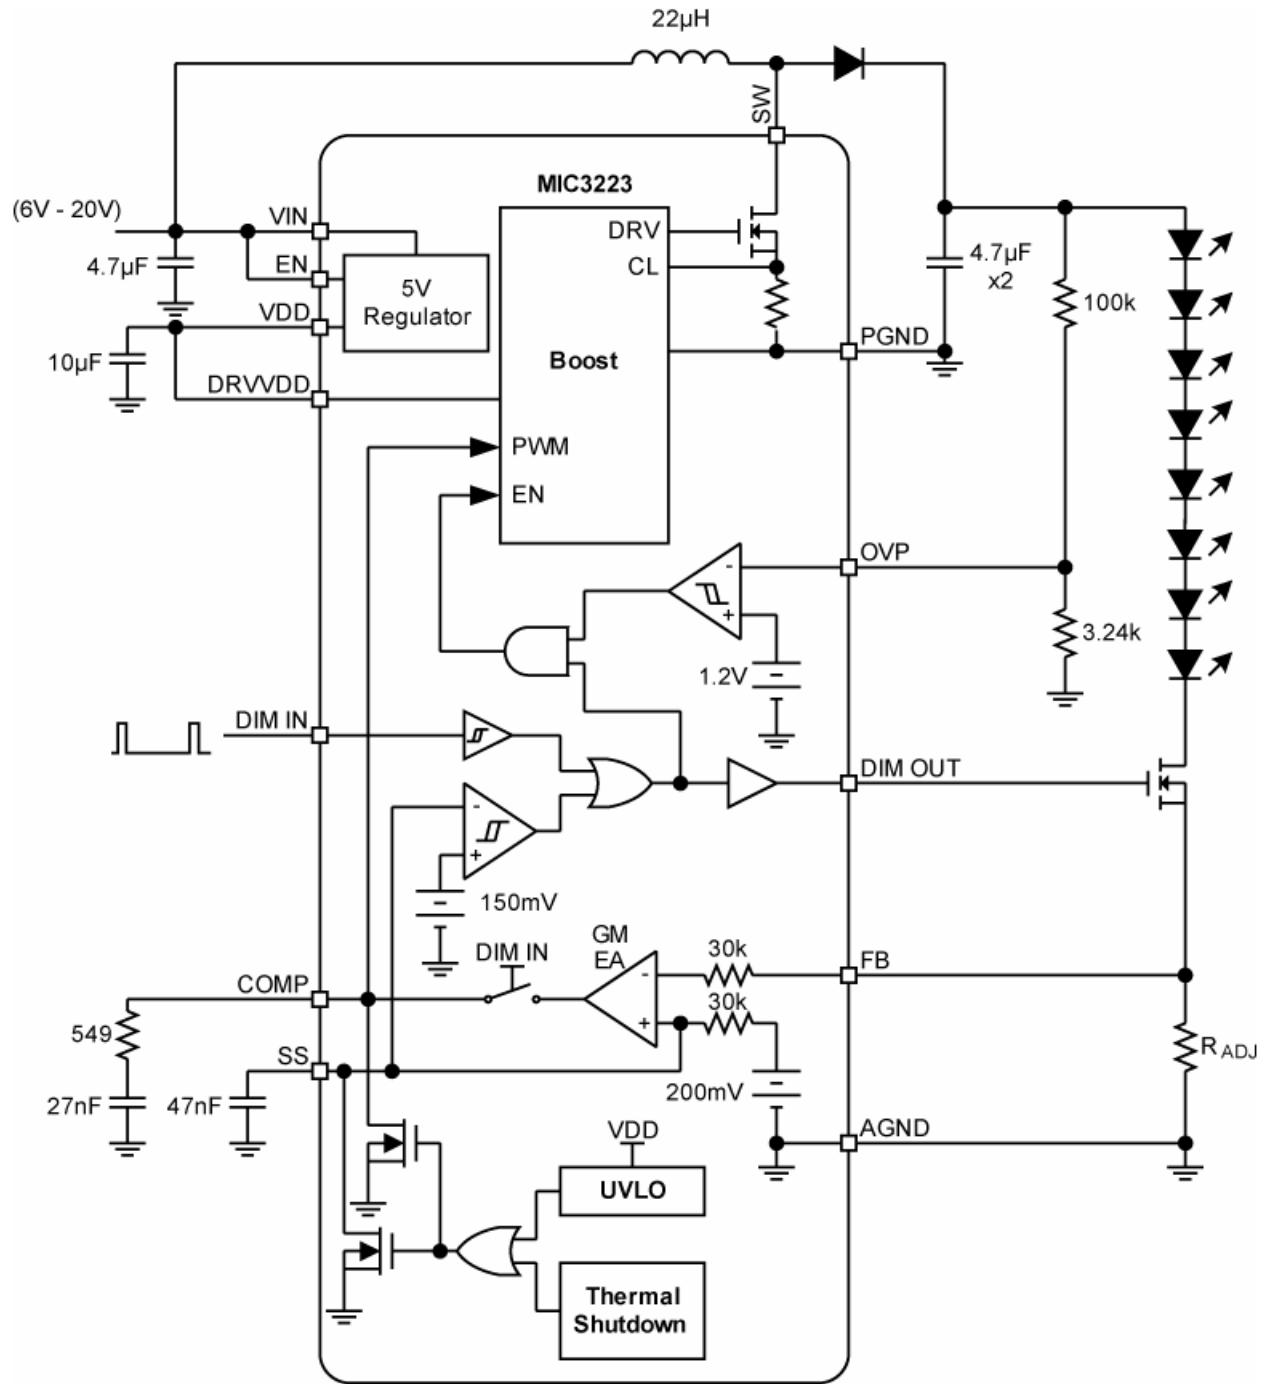 22µH
SW
MIC3223
(6V - 20V)
VIN
DRV
4.7µF
EN
CL
4.7µF
x2
5V
Regulator
100k
VDD
PGND
10µF
Boost
DRVVDD
PWM
EN
OVP
3.24k
1.2V
DIM IN
DIM OUT
-
+
-
+
150mV
GM
EA
DIM IN
30k
FB
-
COMP
30k
+
549
SS
R ADJ
27nF
47nF
200mV
VDD
AGND
UVLO
Thermal
Shutdown